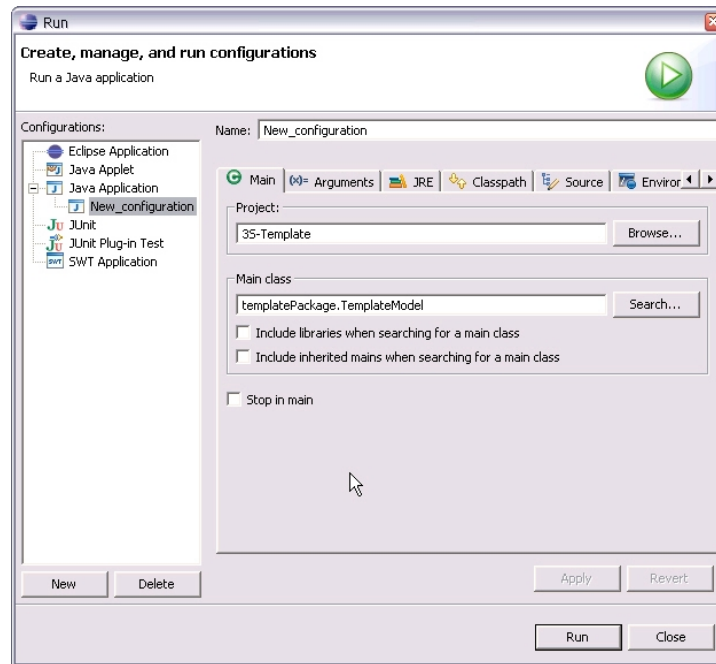 Run
Create, manage, and run configurations
Run a Java application
Configurations:
Eclipse Application
Java Applet
Java Application
New_configuration
JUnit
JUnit Plug-in Test
SWT Application
New
Delete
Name: New_configuration
Main
(x)= Arguments
JRE
Classpath
Source
Environ
Project:
3S-Template
Browse...
Main class
templatePackage.TemplateModel
Search...
Include libraries when searching for a main class
Include inherited mains when searching for a main class
Stop in main
Apply
Revert
Run
Close